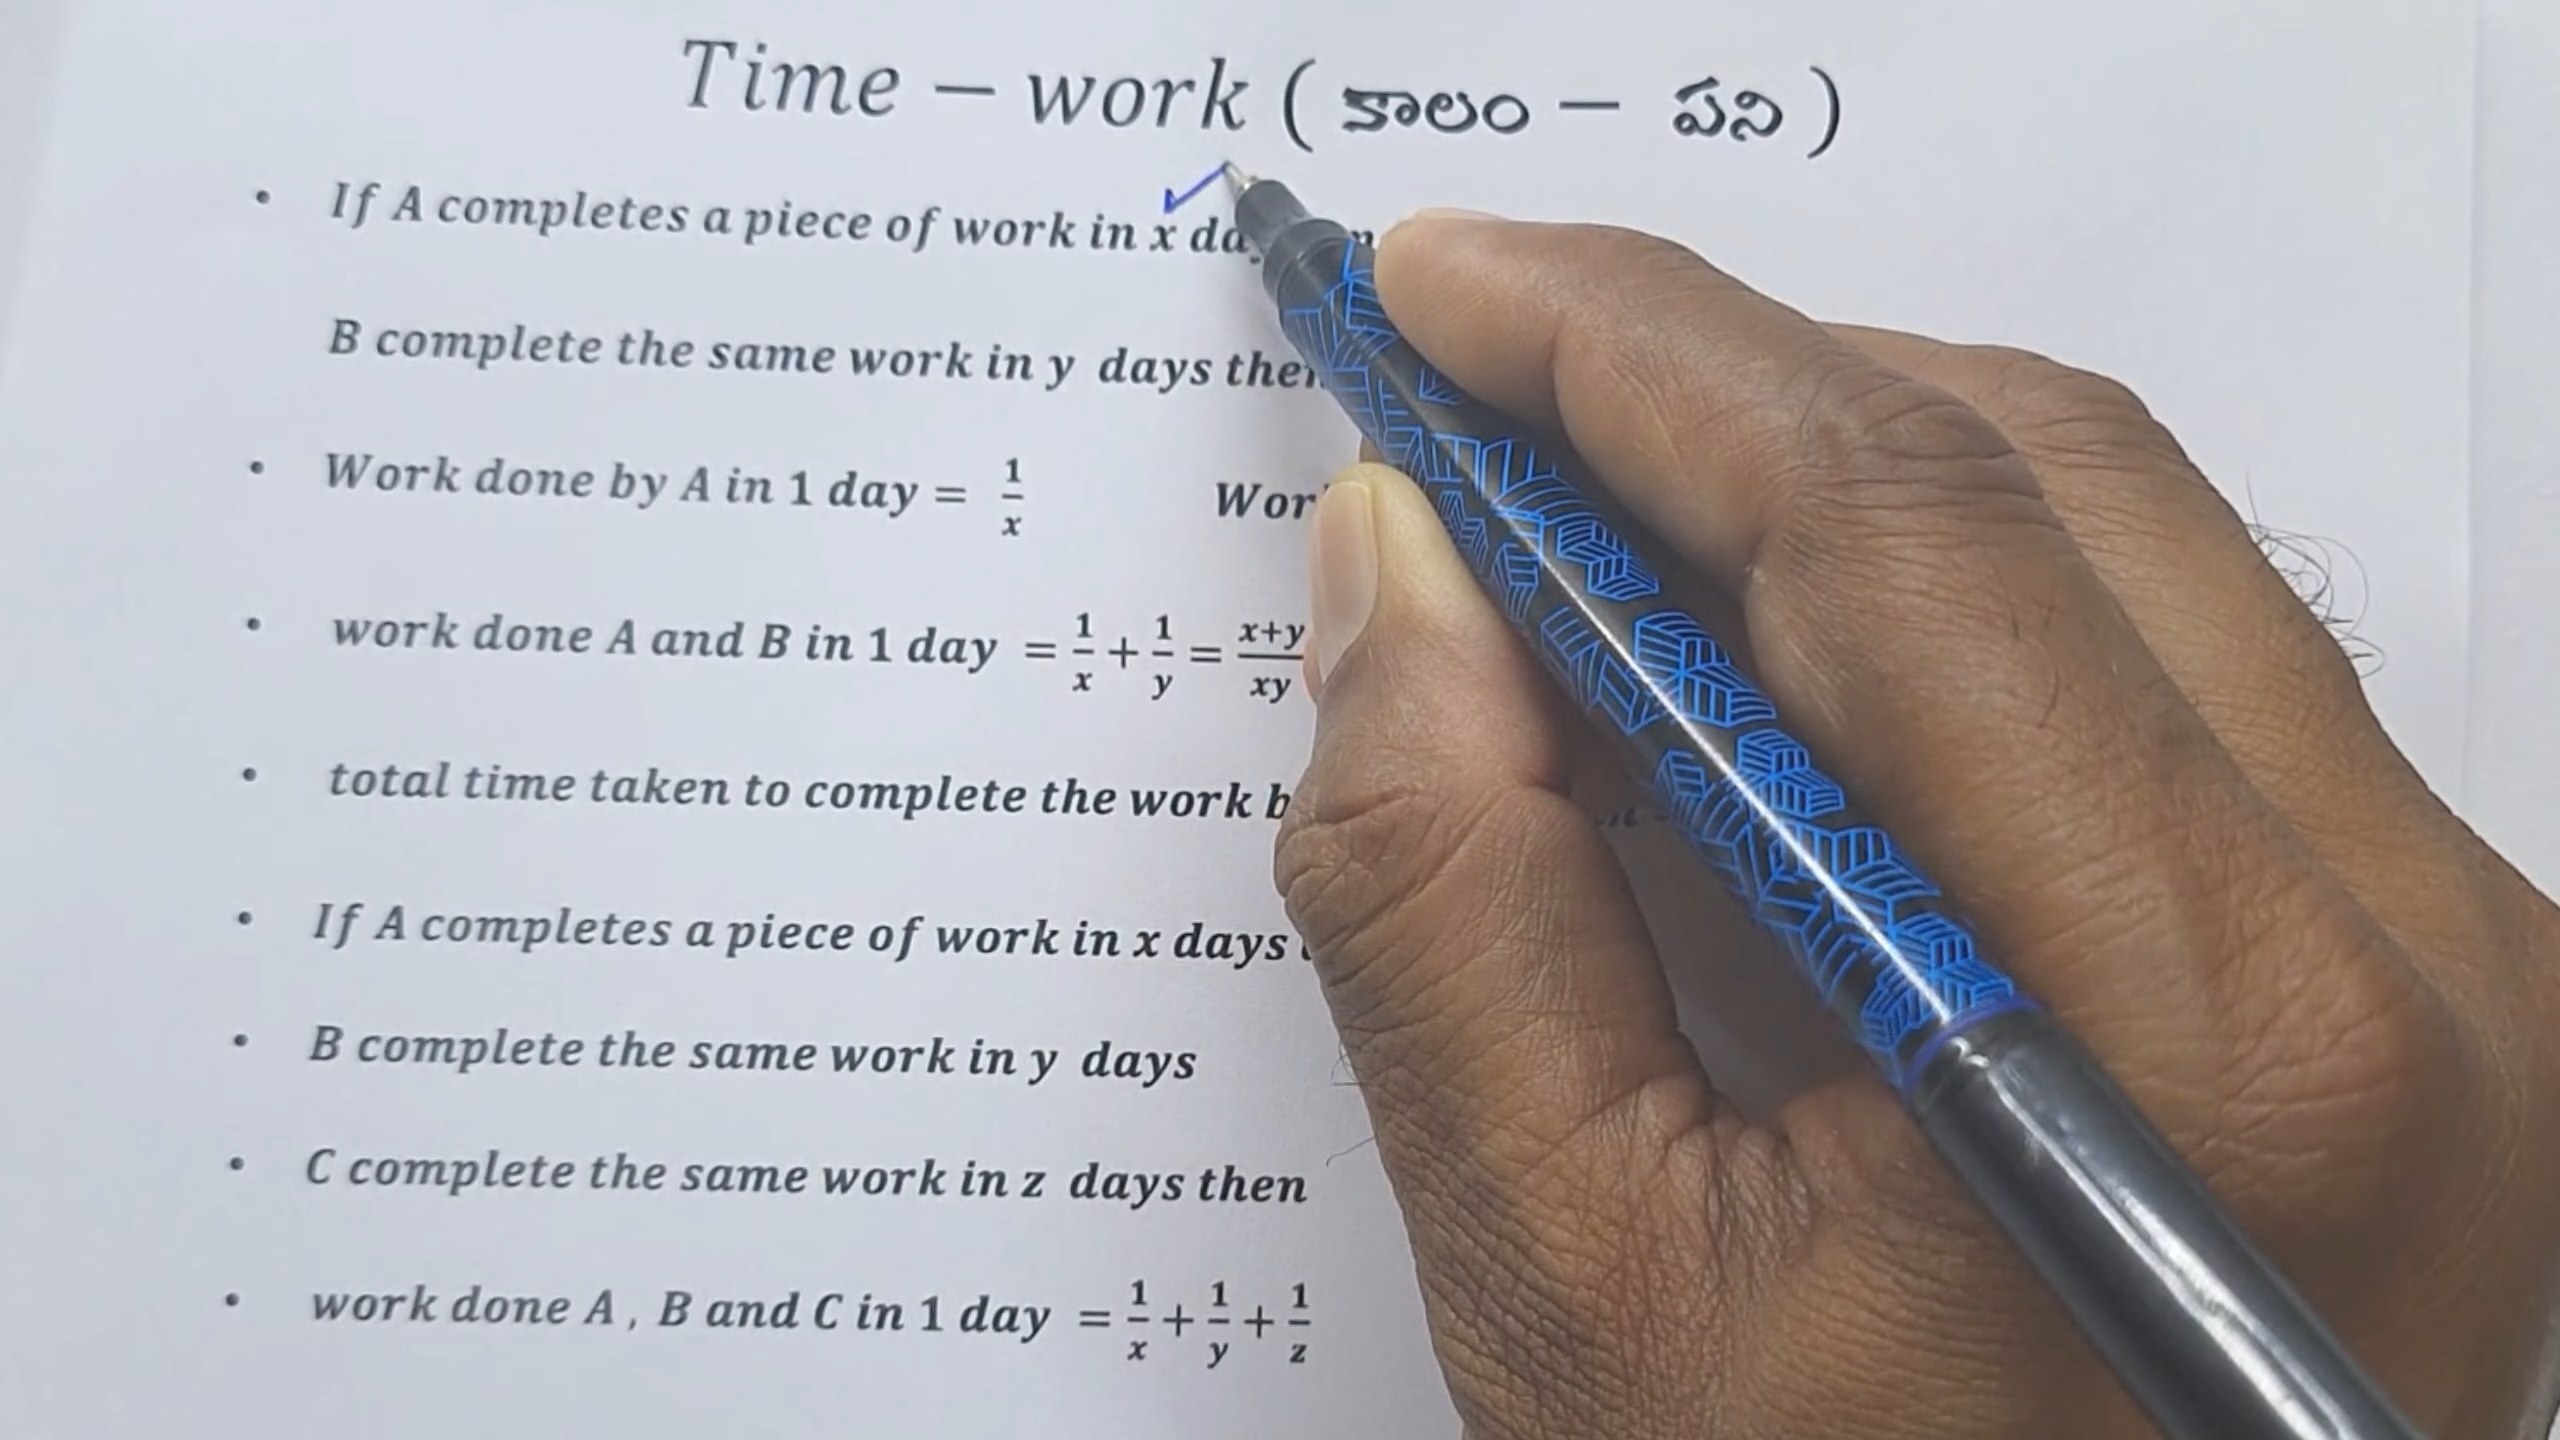 Time − work ( కాలం − పని )
• If A completes a piece of work in x
B complete the same work in y days then
• Work done by A in 1 day = 1/x
• work done A and B in 1 day = 1/x + 1/y = x+y/xy
• total time taken to complete the work
• If A completes a piece of work in x days
• B complete the same work in y days
• C complete the same work in z days then
• work done A , B and C in 1 day = 1/x + 1/y + 1/z